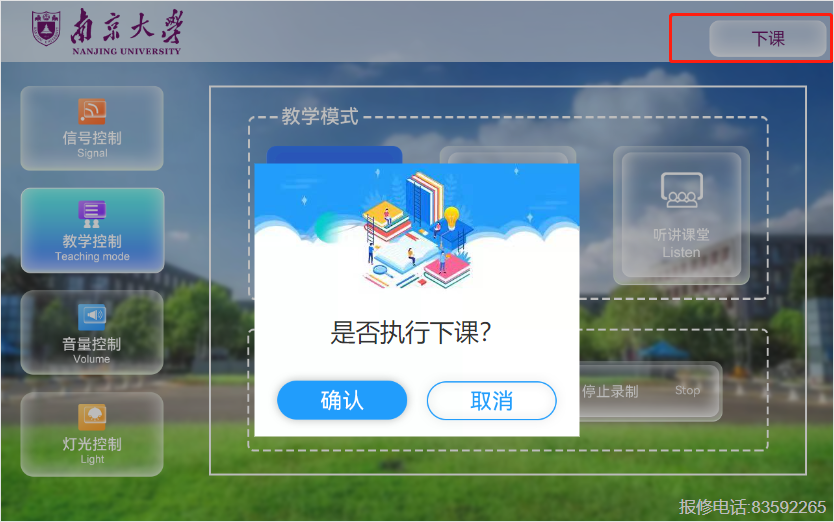 南京大學
NANJING UNIVERSITY
下课
信号控制
Signal
教学控制
Teaching mode
音量控制
Volume
灯光控制
Light
教学模式
听讲课堂
Listen
是否执行下课？
确认
取消
停止录制
Stop
报修电话:83592265